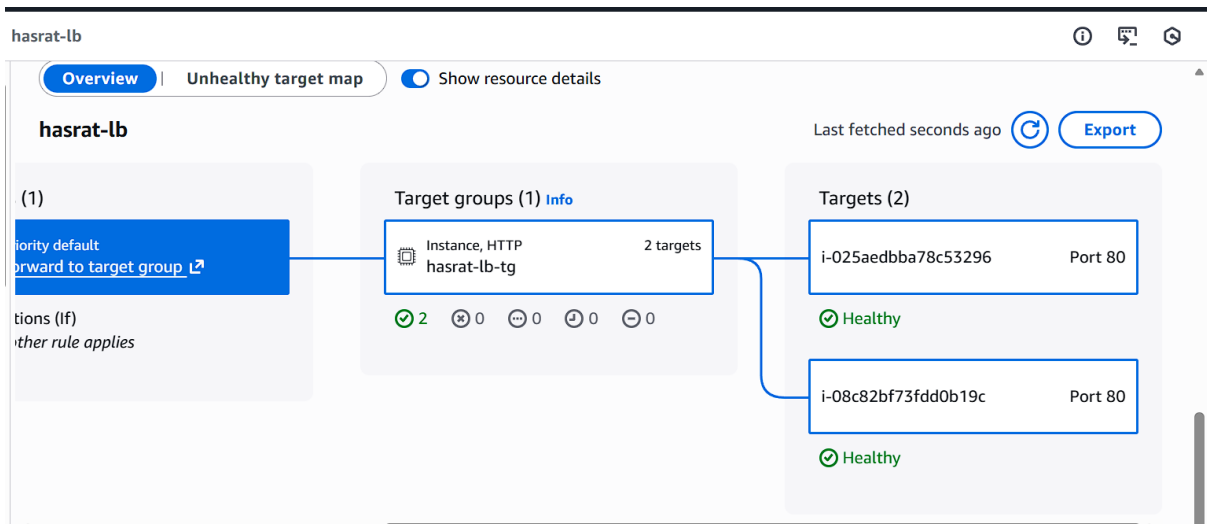 hasrat-lb
Overview | Unhealthy target map Show resource details
hasrat-lb
Last fetched seconds ago Export
(1)
iority default
orward to target group
tions (If)
other rule applies
Target groups (1) Info
Instance, HTTP 2 targets
hasrat-lb-tg
2 0 0 0 0
Targets (2)
i-025aedbba78c53296 Port 80
Healthy
i-08c82bf73fdd0b19c Port 80
Healthy